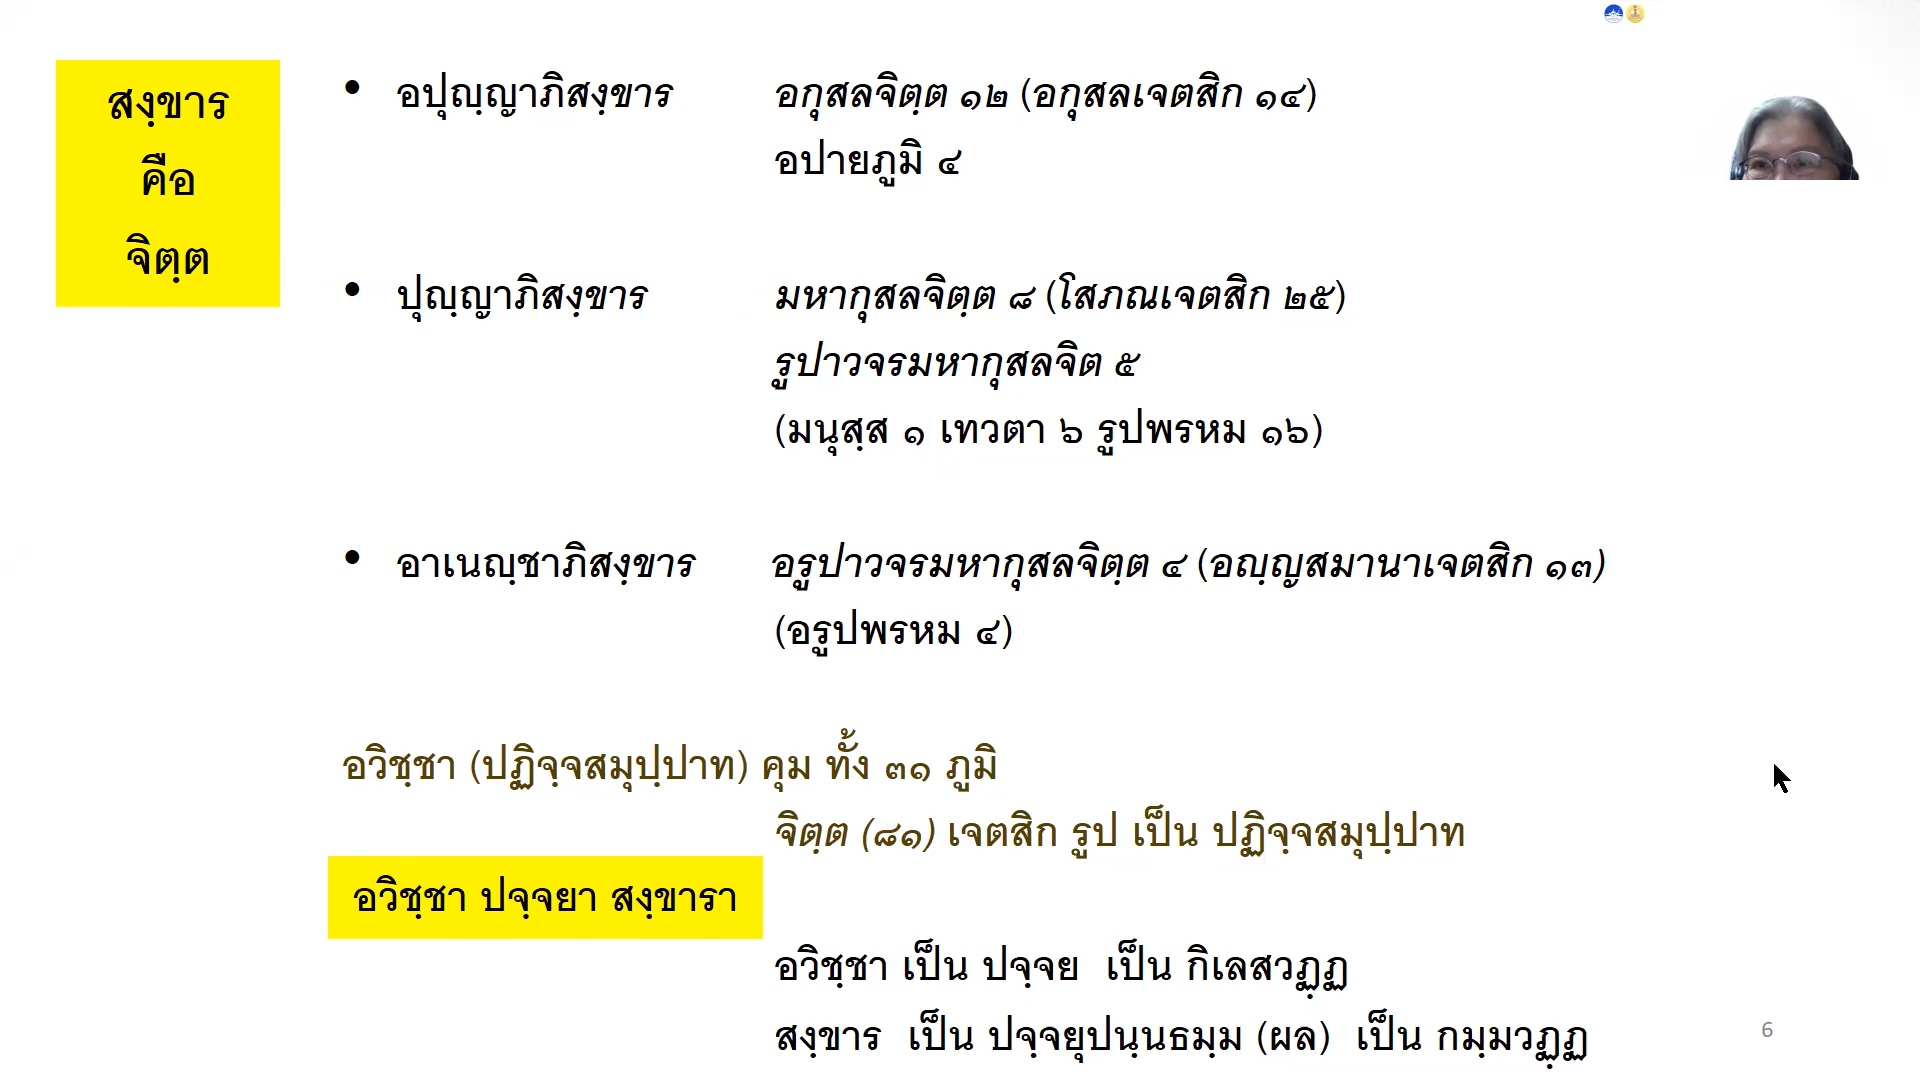 สงฺขาร
คือ
จิตฺต
• อปุญฺญาภิสงฺขาร อกุสลจิตฺต ๑๒ (อกุสลเจตสิก ๑๔)
อปายภูมิ ๔
• ปุญฺญาภิสงฺขาร มหากุสลจิตฺต ๘ (โสภณเจตสิก ๒๕)
รูปาวจรมหากุสลจิต ๕
(มนุสฺส ๑ เทวตา ๖ รูปพรหม ๑๖)
• อาเนญฺชาภิสงฺขาร อรูปาวจรมหากุสลจิตฺต ๔ (อญฺญสมานาเจตสิก ๑๓)
(อรูปพรหม ๔)
อวิชฺชา (ปฏิจฺจสมุปฺปาท) คุม ทั้ง ๓๑ ภูมิ
จิตฺต (๘๑) เจตสิก รูป เป็น ปฏิจฺจสมุปฺปาท
อวิชฺชา ปจฺจยา สงฺขารา
อวิชฺชา เป็น ปจฺจย เป็น กิเลสวฏฺฏ
สงฺขาร เป็น ปจฺจยุปนฺนธมฺม (ผล) เป็น กมฺมวฏฺฏ
6